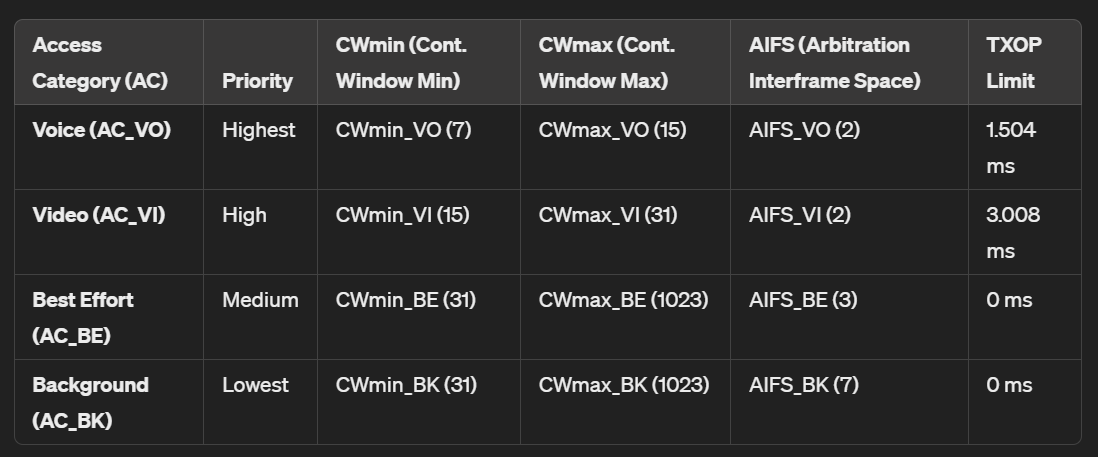 Access Category (AC) Priority CWmin (Cont. Window Min) CWmax (Cont. Window Max) AIFS (Arbitration Interframe Space) TXOP Limit
Voice (AC_VO) Highest CWmin_VO (7) CWmax_VO (15) AIFS_VO (2) 1.504 ms
Video (AC_VI) High CWmin_VI (15) CWmax_VI (31) AIFS_VI (2) 3.008 ms
Best Effort (AC_BE) Medium CWmin_BE (31) CWmax_BE (1023) AIFS_BE (3) 0 ms
Background (AC_BK) Lowest CWmin_BK (31) CWmax_BK (1023) AIFS_BK (7) 0 ms